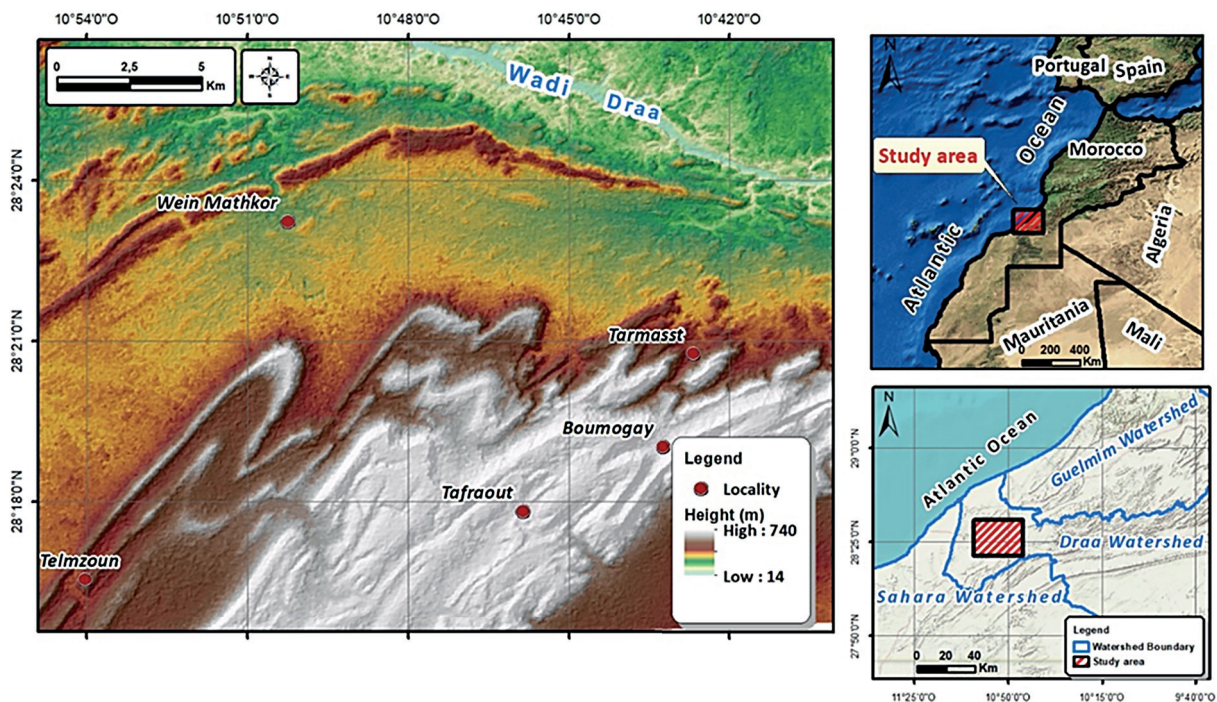 10°54'0"O 10°51'0"O 10°48'0"O 10°45'0"O 10°42'0"O
28°24'0"N
28°21'0"N
28°18'0"N
0 2,5 5
Km
Wadi Draa
Wein Mathkor
Tarmasst
Boumogay
Tafraout
Telmzoun
Legend
Locality
Height (m)
High : 740
Low : 14
N
Portugal Spain
Atlantic Ocean
Morocco
Study area
Algeria
Mauritania
Mali
0 200 400
Km
N
Atlantic Ocean
Guelmim Watershed
Draa Watershed
Sahara Watershed
29°0'0"N
28°25'0"N
27°50'0"N
0 20 40
Km
Legend
Watershed Boundary
Study area
11°25'0"O 10°50'0"O 10°15'0"O 9°40'0"O